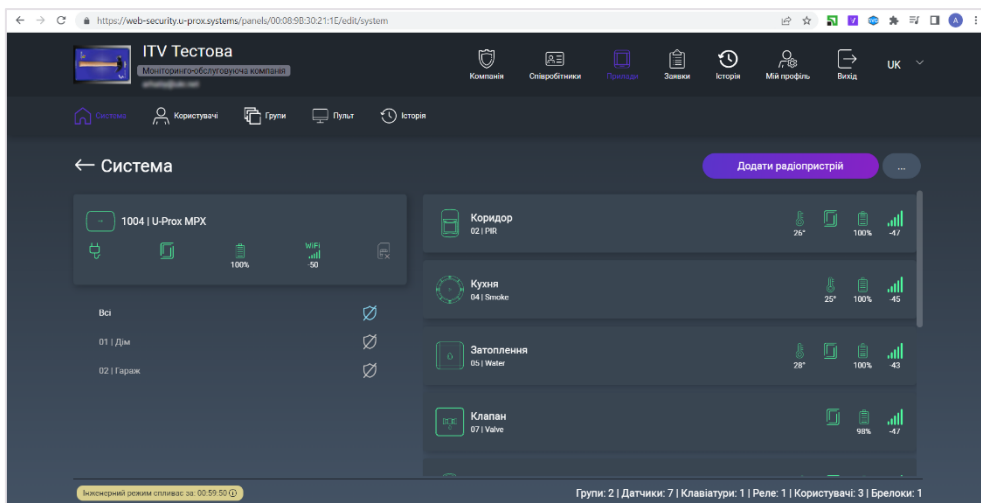 https://web-security.u-prox.systems/panels/00:08:9B:30:21:1E/edit/system
ITV Тестова
Моніторинго-обслуговуюча компанія
Компанія Співробітники Прилади Заявки Історія Мій профіль Вихід UK
Система Користувачі Групи Пульт Історія
← Система
Додати радіопристрій ...
1004 | U-Prox MPX
100% WiFi -50
Всі
01 | Дім
02 | Гараж
Коридор
02 | PIR
26° 100% -47
Кухня
04 | Smoke
25° 100% -45
Затоплення
05 | Water
28° 100% -43
Клапан
07 | Valve
98% -47
Інженерний режим спливає за: 00:59:50
Групи: 2 | Датчики: 7 | Клавіатури: 1 | Реле: 1 | Користувачі: 3 | Брелоки: 1